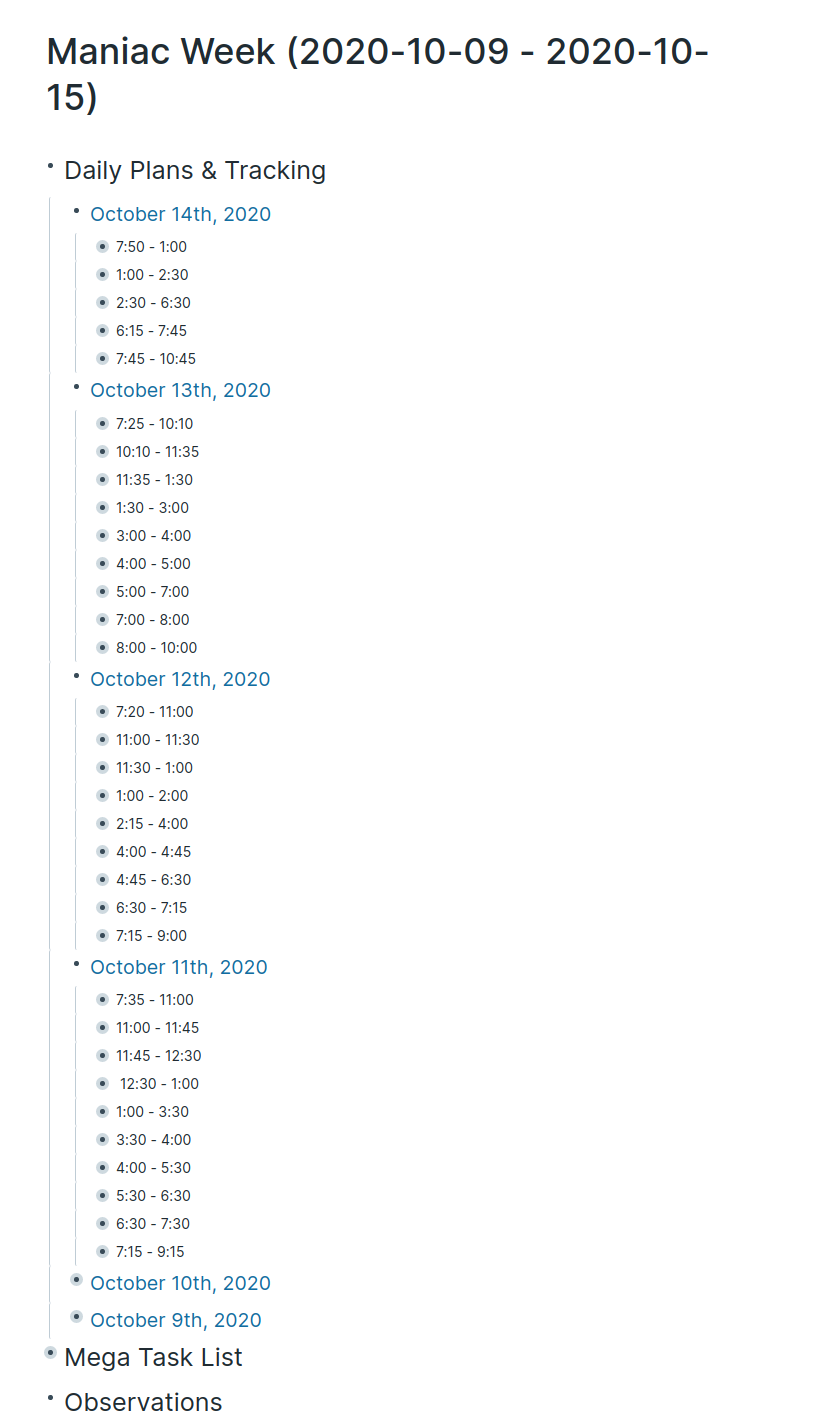 Maniac Week (2020-10-09 - 2020-10-
15)
Daily Plans & Tracking
October 14th, 2020
7:50 - 1:00
1:00 - 2:30
2:30 - 6:30
6:15 - 7:45
7:45 - 10:45
October 13th, 2020
7:25 - 10:10
10:10 - 11:35
11:35 - 1:30
1:30 - 3:00
3:00 - 4:00
4:00 - 5:00
5:00 - 7:00
7:00 - 8:00
8:00 - 10:00
October 12th, 2020
7:20 - 11:00
11:00 - 11:30
11:30 - 1:00
1:00 - 2:00
2:15 - 4:00
4:00 - 4:45
4:45 - 6:30
6:30 - 7:15
7:15 - 9:00
October 11th, 2020
7:35 - 11:00
11:00 - 11:45
11:45 - 12:30
12:30 - 1:00
1:00 - 3:30
3:30 - 4:00
4:00 - 5:30
5:30 - 6:30
6:30 - 7:30
7:15 - 9:15
October 10th, 2020
October 9th, 2020
Mega Task List
Observations